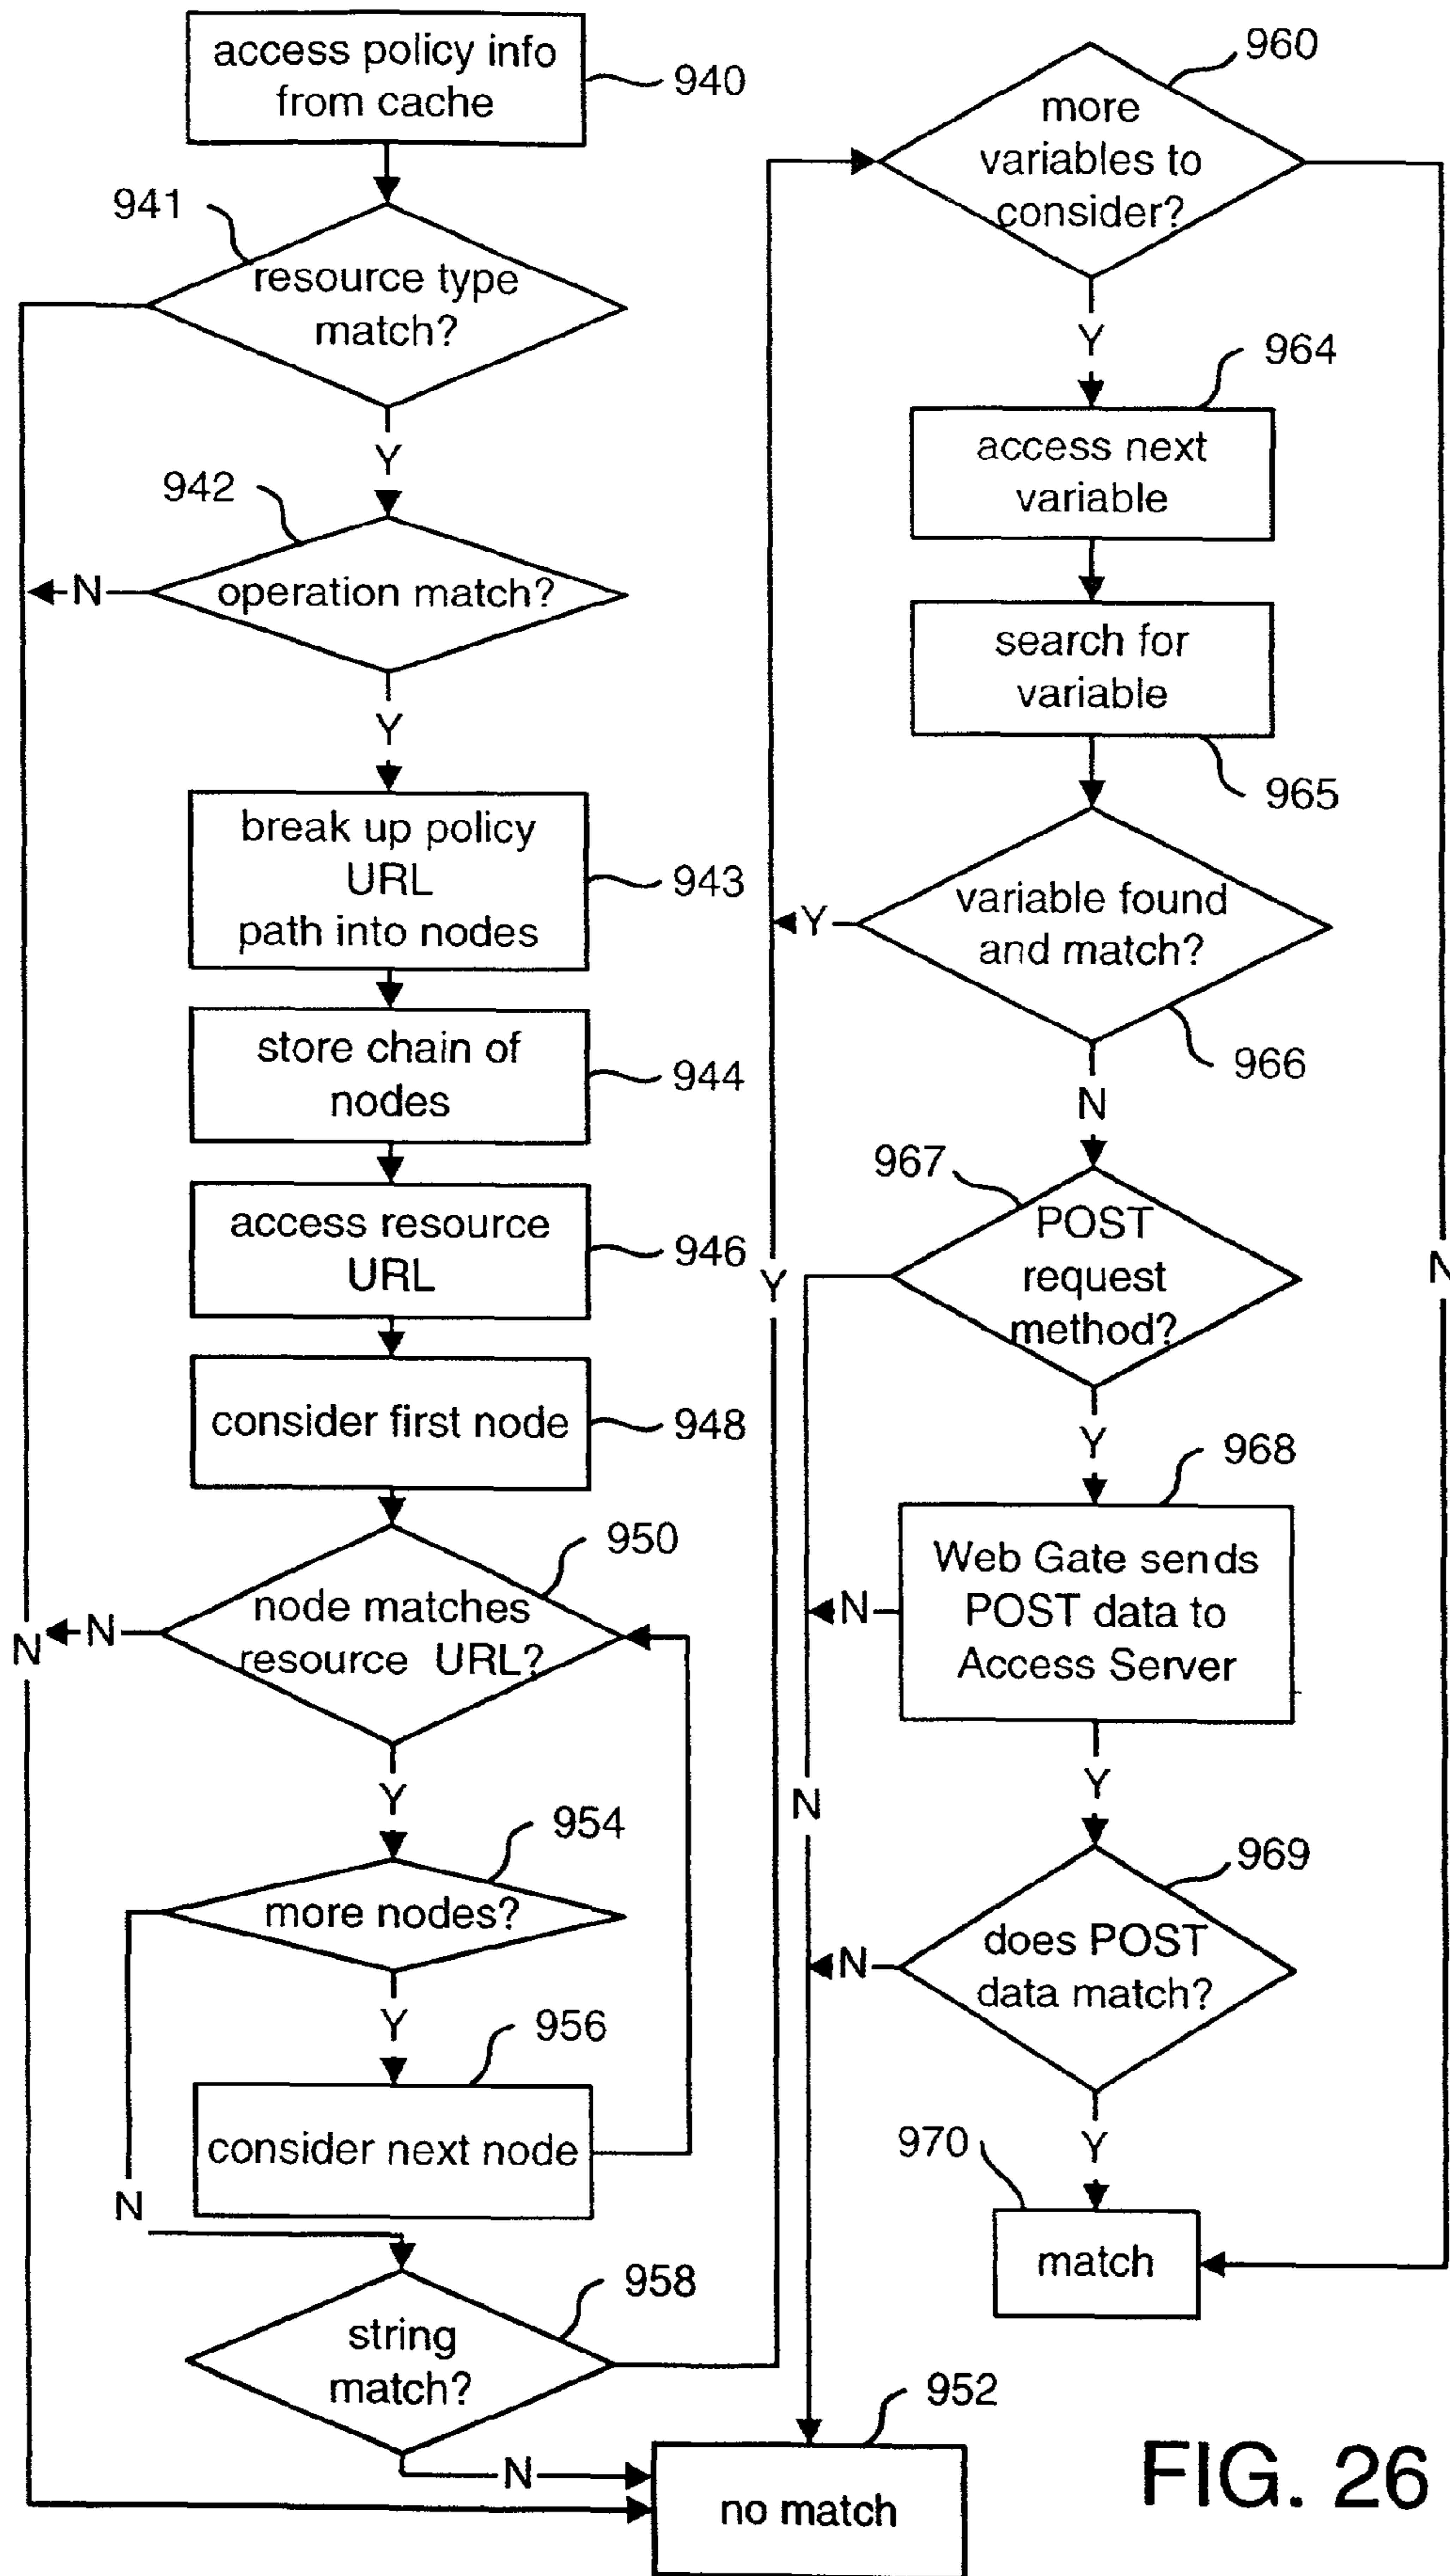 access policy info
from cache
940
941
resource type
match?
Y
942
operation match?
N
Y
break up policy
URL
path into nodes
943
store chain of
nodes
944
access resource
URL
946
consider first node
948
950
node matches
resource URL?
N
N
Y
954
more nodes?
Y
956
consider next node
N
958
string
match?
N
Y
960
more
variables to
consider?
Y
N
964
access next
variable
search for
variable
965
variable found
and match?
Y
966
N
967
POST
request
method?
Y
968
Web Gate sends
POST data to
Access Server
N
Y
N
969
does POST
data match?
N
Y
970
match
952
no match
FIG. 26